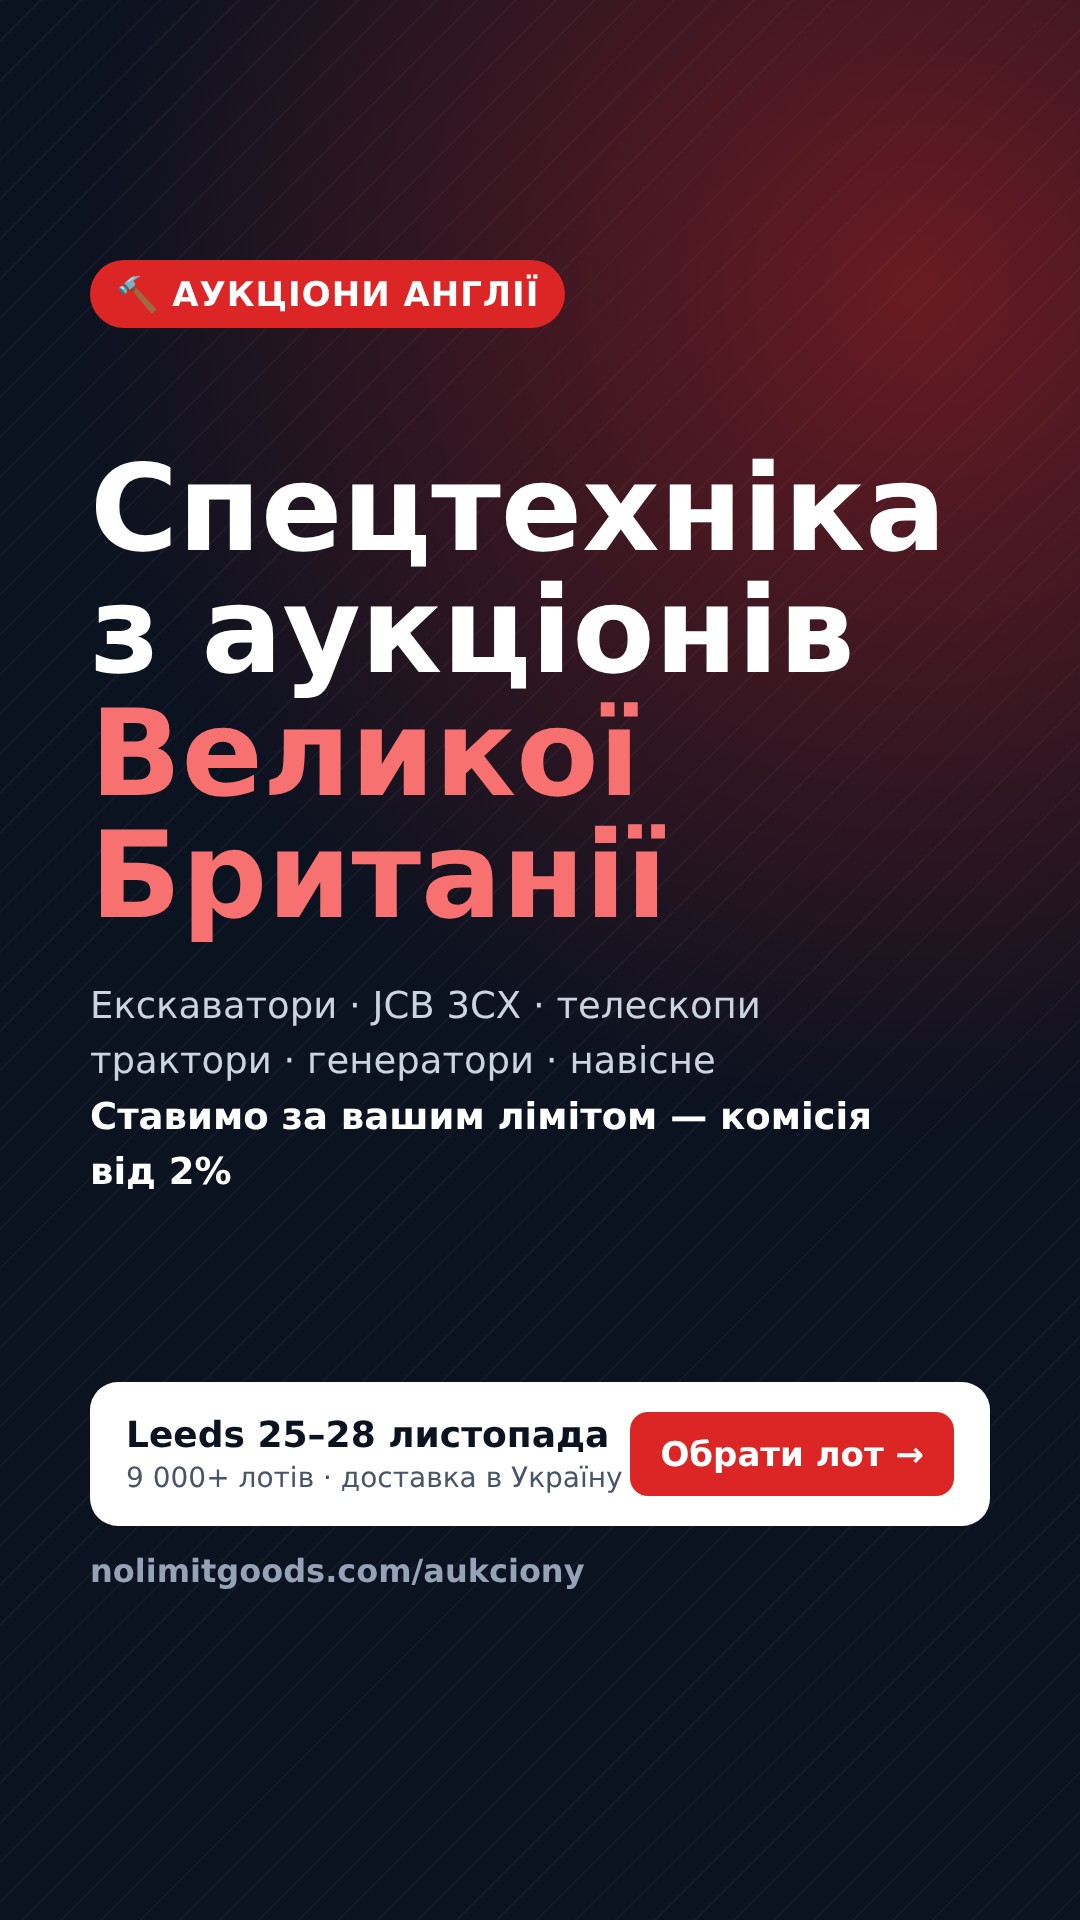 🔨 АУКЦІОНИ АНГЛІЇ
Спецтехніка
з аукціонів
Великої
Британії
Екскаватори · JCB 3CX · телескопи
трактори · генератори · навісне
Ставимо за вашим лімітом — комісія
від 2%
Leeds 25–28 листопада
9 000+ лотів · доставка в Україну
Обрати лот →
nolimitgoods.com/aukciony